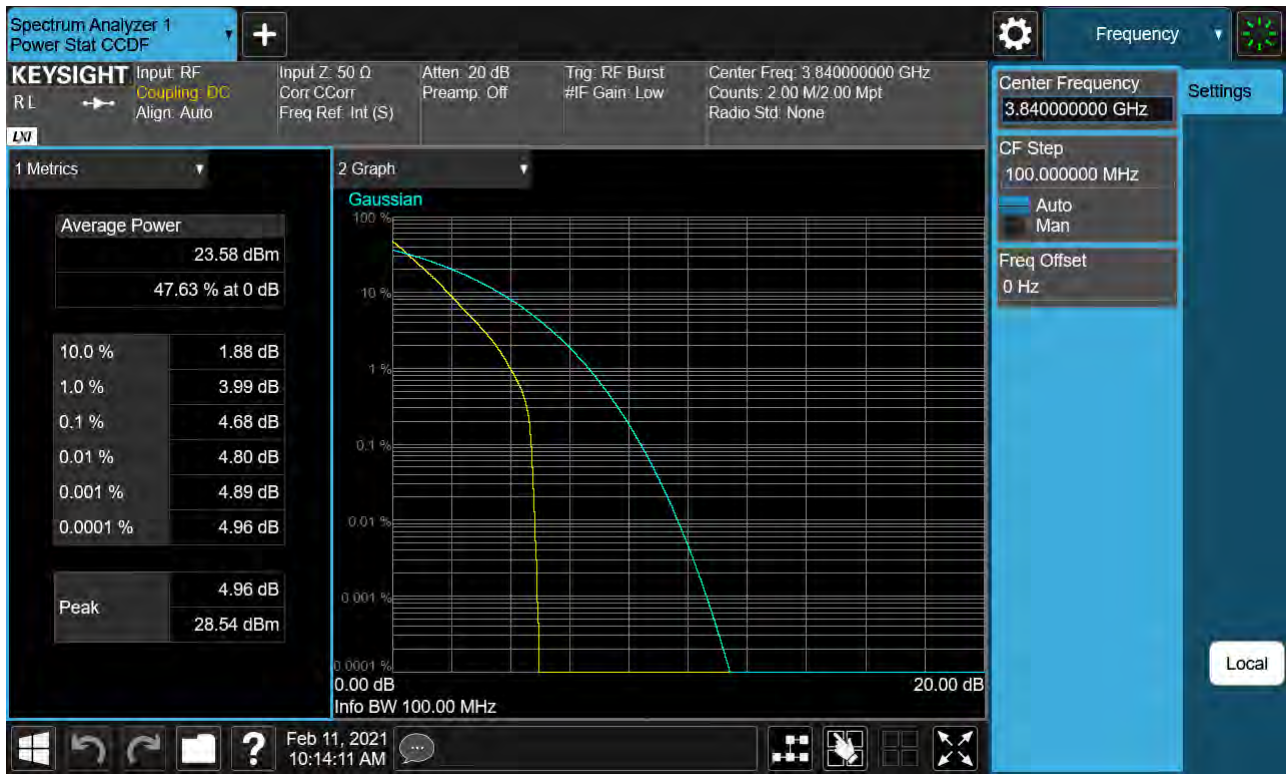 Spectrum Analyzer 1
Power Stat CCDF
+
Frequency
KEYSIGHT
RL
LXI
Input: RF
Coupling: DC
Align: Auto
Input Z: 50 Ω
Corr CCorr
Freq Ref: Int (S)
Atten: 20 dB
Preamp: Off
Trig: RF Burst
#IF Gain: Low
Center Freq: 3.840000000 GHz
Counts: 2.00 M/2.00 Mpt
Radio Std: None
Center Frequency
3.840000000 GHz
Settings
CF Step
100.000000 MHz
Auto
Man
Freq Offset
0 Hz
1 Metrics
Average Power
23.58 dBm
47.63 % at 0 dB
10.0 % 1.88 dB
1.0 % 3.99 dB
0.1 % 4.68 dB
0.01 % 4.80 dB
0.001 % 4.89 dB
0.0001 % 4.96 dB
Peak
4.96 dB
28.54 dBm
2 Graph
Gaussian
100 %
10 %
1 %
0.1 %
0.01 %
0.001 %
0.0001 %
0.00 dB
20.00 dB
Info BW 100.00 MHz
Local
?
Feb 11, 2021
10:14:11 AM